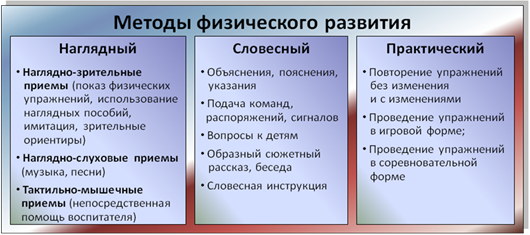 Методы физического развития
Наглядный
• Наглядно-зрительные
приемы (показ физических
упражнений, использование
наглядных пособий,
имитация, зрительные
ориентиры)
• Наглядно-слуховые приемы
(музыка, песни)
• Тактильно-мышечные
приемы (непосредственная
помощь воспитателя)
Словесный
• Объяснения, пояснения,
указания
• Подача команд,
распоряжений, сигналов
• Вопросы к детям
• Образный сюжетный
рассказ, беседа
• Словесная инструкция
Практический
• Повторение упражнений
без изменения
и с изменениями
• Проведение упражнений
в игровой форме;
• Проведение упражнений
в соревновательной
форме